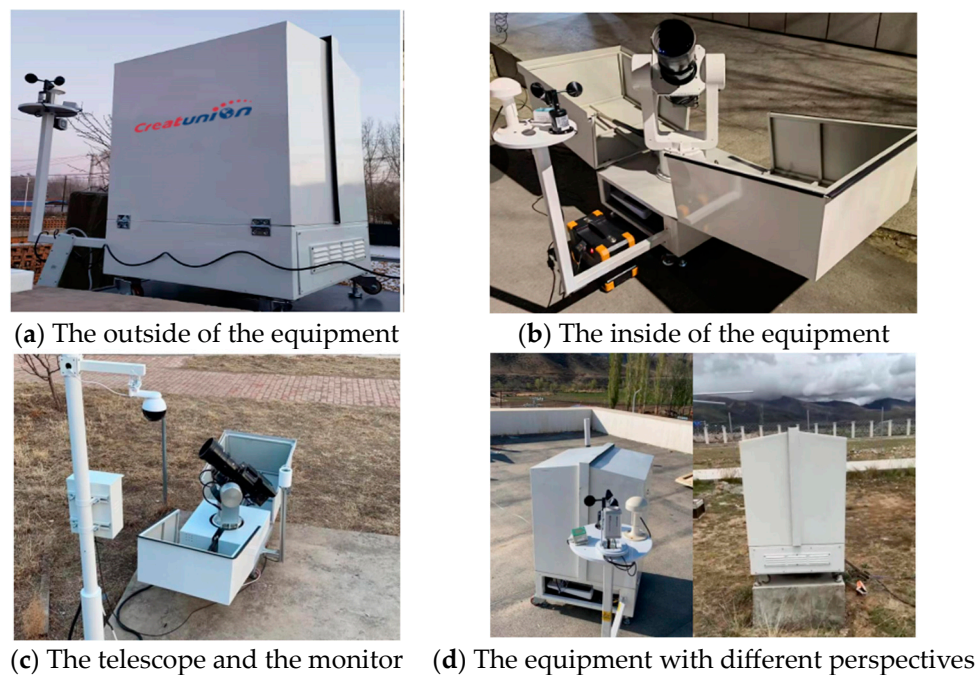 Creatunion
(a) The outside of the equipment
(b) The inside of the equipment
(c) The telescope and the monitor
(d) The equipment with different perspectives